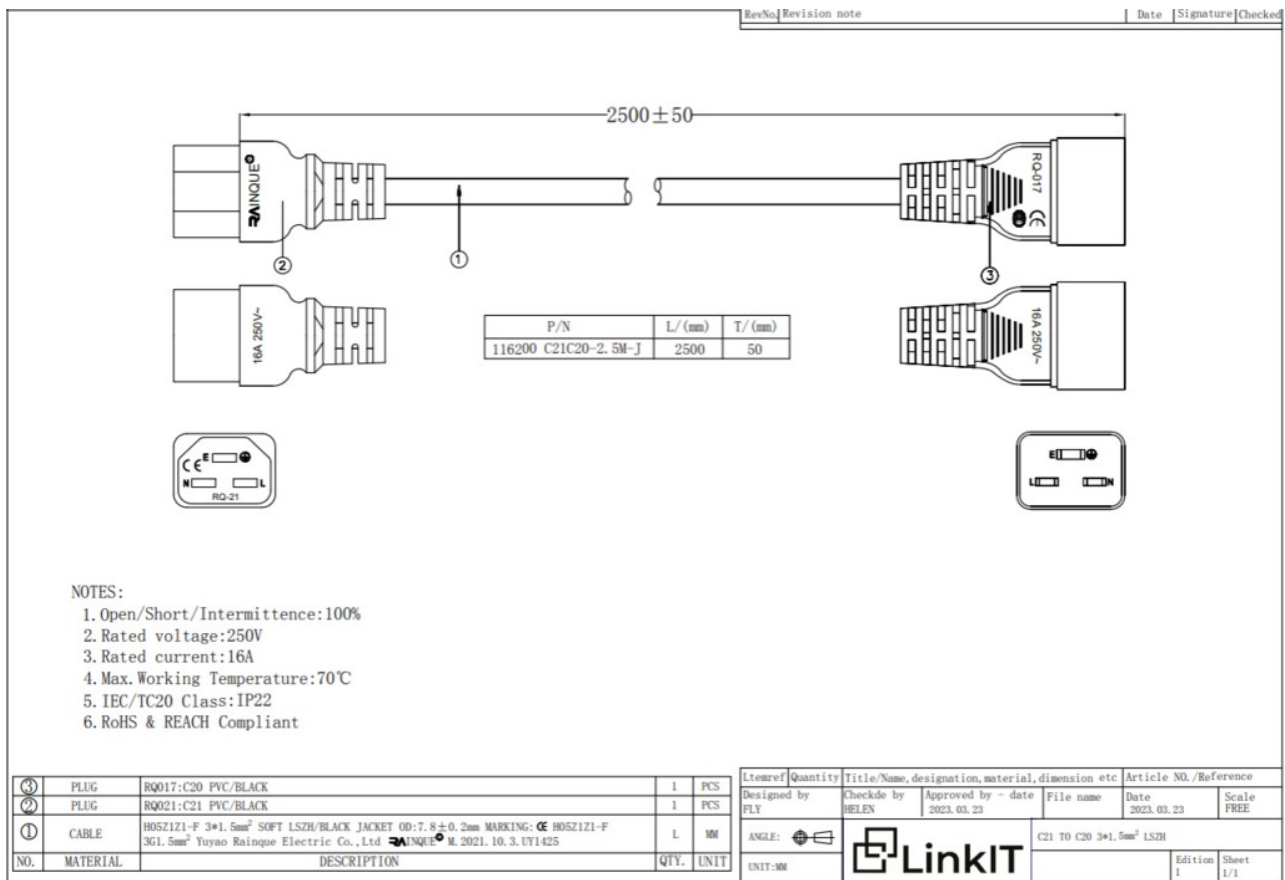 RevNo. Revision note Date Signature Checked
2500±50
RAINQUE
RQ-017
CE
② ① ③
16A 250V~
16A 250V~
P/N L/(mm) T/(mm)
116200 C21C20-2.5M-J 2500 50
CE E
N L
RQ-21
E
L N
NOTES:
1.Open/Short/Intermittence:100%
2.Rated voltage:250V
3.Rated current:16A
4.Max.Working Temperature:70℃
5.IEC/TC20 Class:IP22
6.RoHS & REACH Compliant
③ PLUG RQ017:C20 PVC/BLACK 1 PCS
② PLUG RQ021:C21 PVC/BLACK 1 PCS
① CABLE H05Z1Z1-F 3*1.5mm² SOFT LSZH/BLACK JACKET OD:7.8±0.2mm MARKING: CE H05Z1Z1-F
3G1.5mm² Yuyao Rainque Electric Co.,Ltd RAINQUE M.2021.10.3.UY1425 L MM
NO. MATERIAL DESCRIPTION QTY. UNIT
Ltemref Quantity Title/Name,designation,material,dimension etc Article NO./Reference
Designed by Checkde by Approved by - date File name Date Scale
FLY HELEN 2023.03.23 2023.03.23 FREE
ANGLE:
UNIT:MM
LinkIT
C21 TO C20 3*1.5mm² LSZH
Edition Sheet
1 1/1